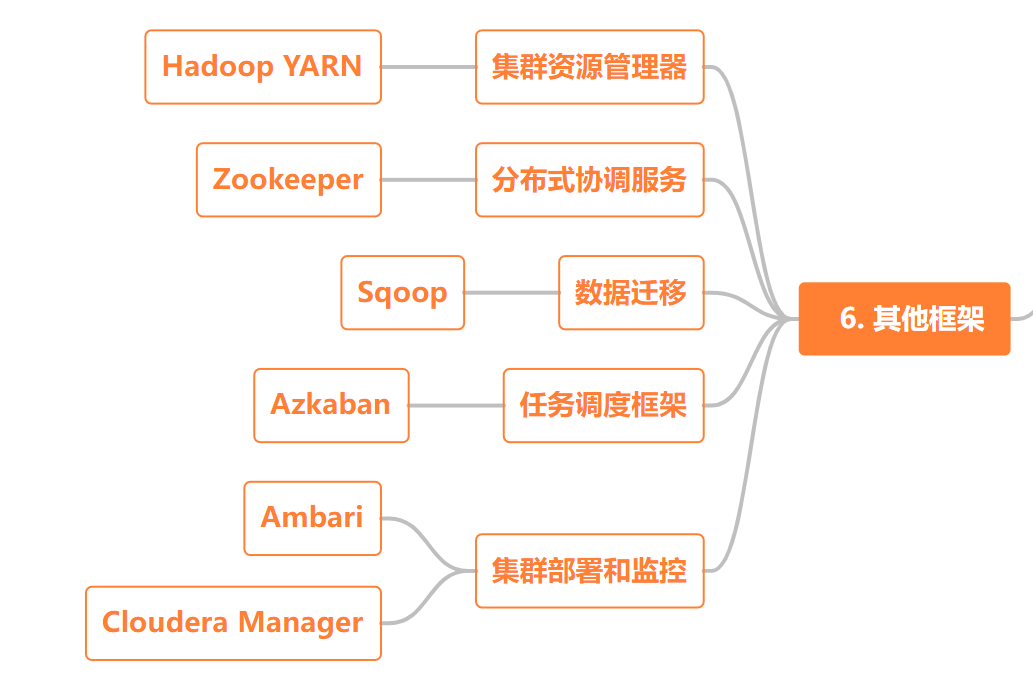 Hadoop YARN
集群资源管理器
Zookeeper
分布式协调服务
Sqoop
数据迁移
6. 其他框架
Azkaban
任务调度框架
Ambari
集群部署和监控
Cloudera Manager